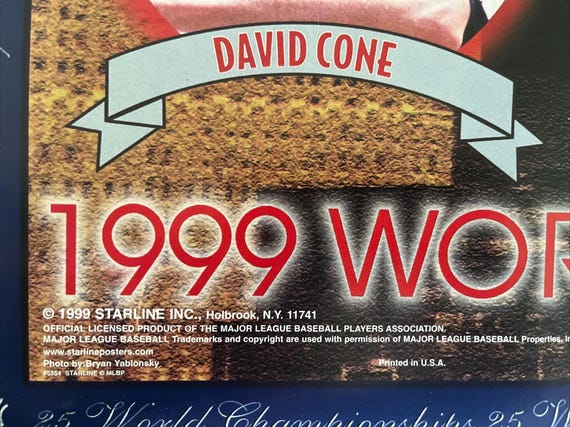 DAVID CONE
1999 WOR
© 1999 STARLINE INC., Holbrook, N.Y. 11741
OFFICIAL LICENSED PRODUCT OF THE MAJOR LEAGUE BASEBALL PLAYERS ASSOCIATION.
MAJOR LEAGUE BASEBALL Trademarks and copyright are used with permission of MAJOR LEAGUE BASEBALL Properties, In
www.starlineposters.com
Photo by:Bryan Yablonsky Printed in U.S.A.
#5554 STARLINE © MLBP
25 World Championships 25 W